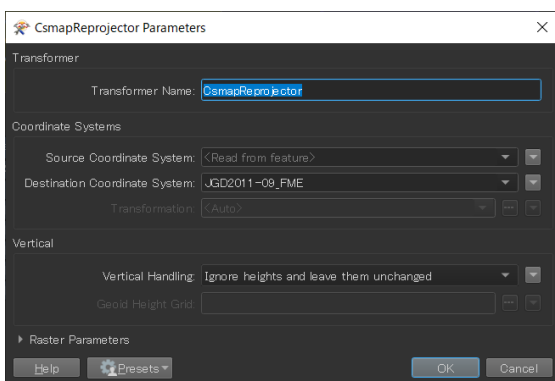 CsmapReprojector Parameters
Transformer
Transformer Name: CsmapReprojector
Coordinate Systems
Source Coordinate System: <Read from feature>
Destination Coordinate System: JGD2011-09_FME
Transformation: <Auto>
Vertical
Vertical Handling: Ignore heights and leave them unchanged
Geoid Height Grid:
Raster Parameters
Help Presets OK Cancel